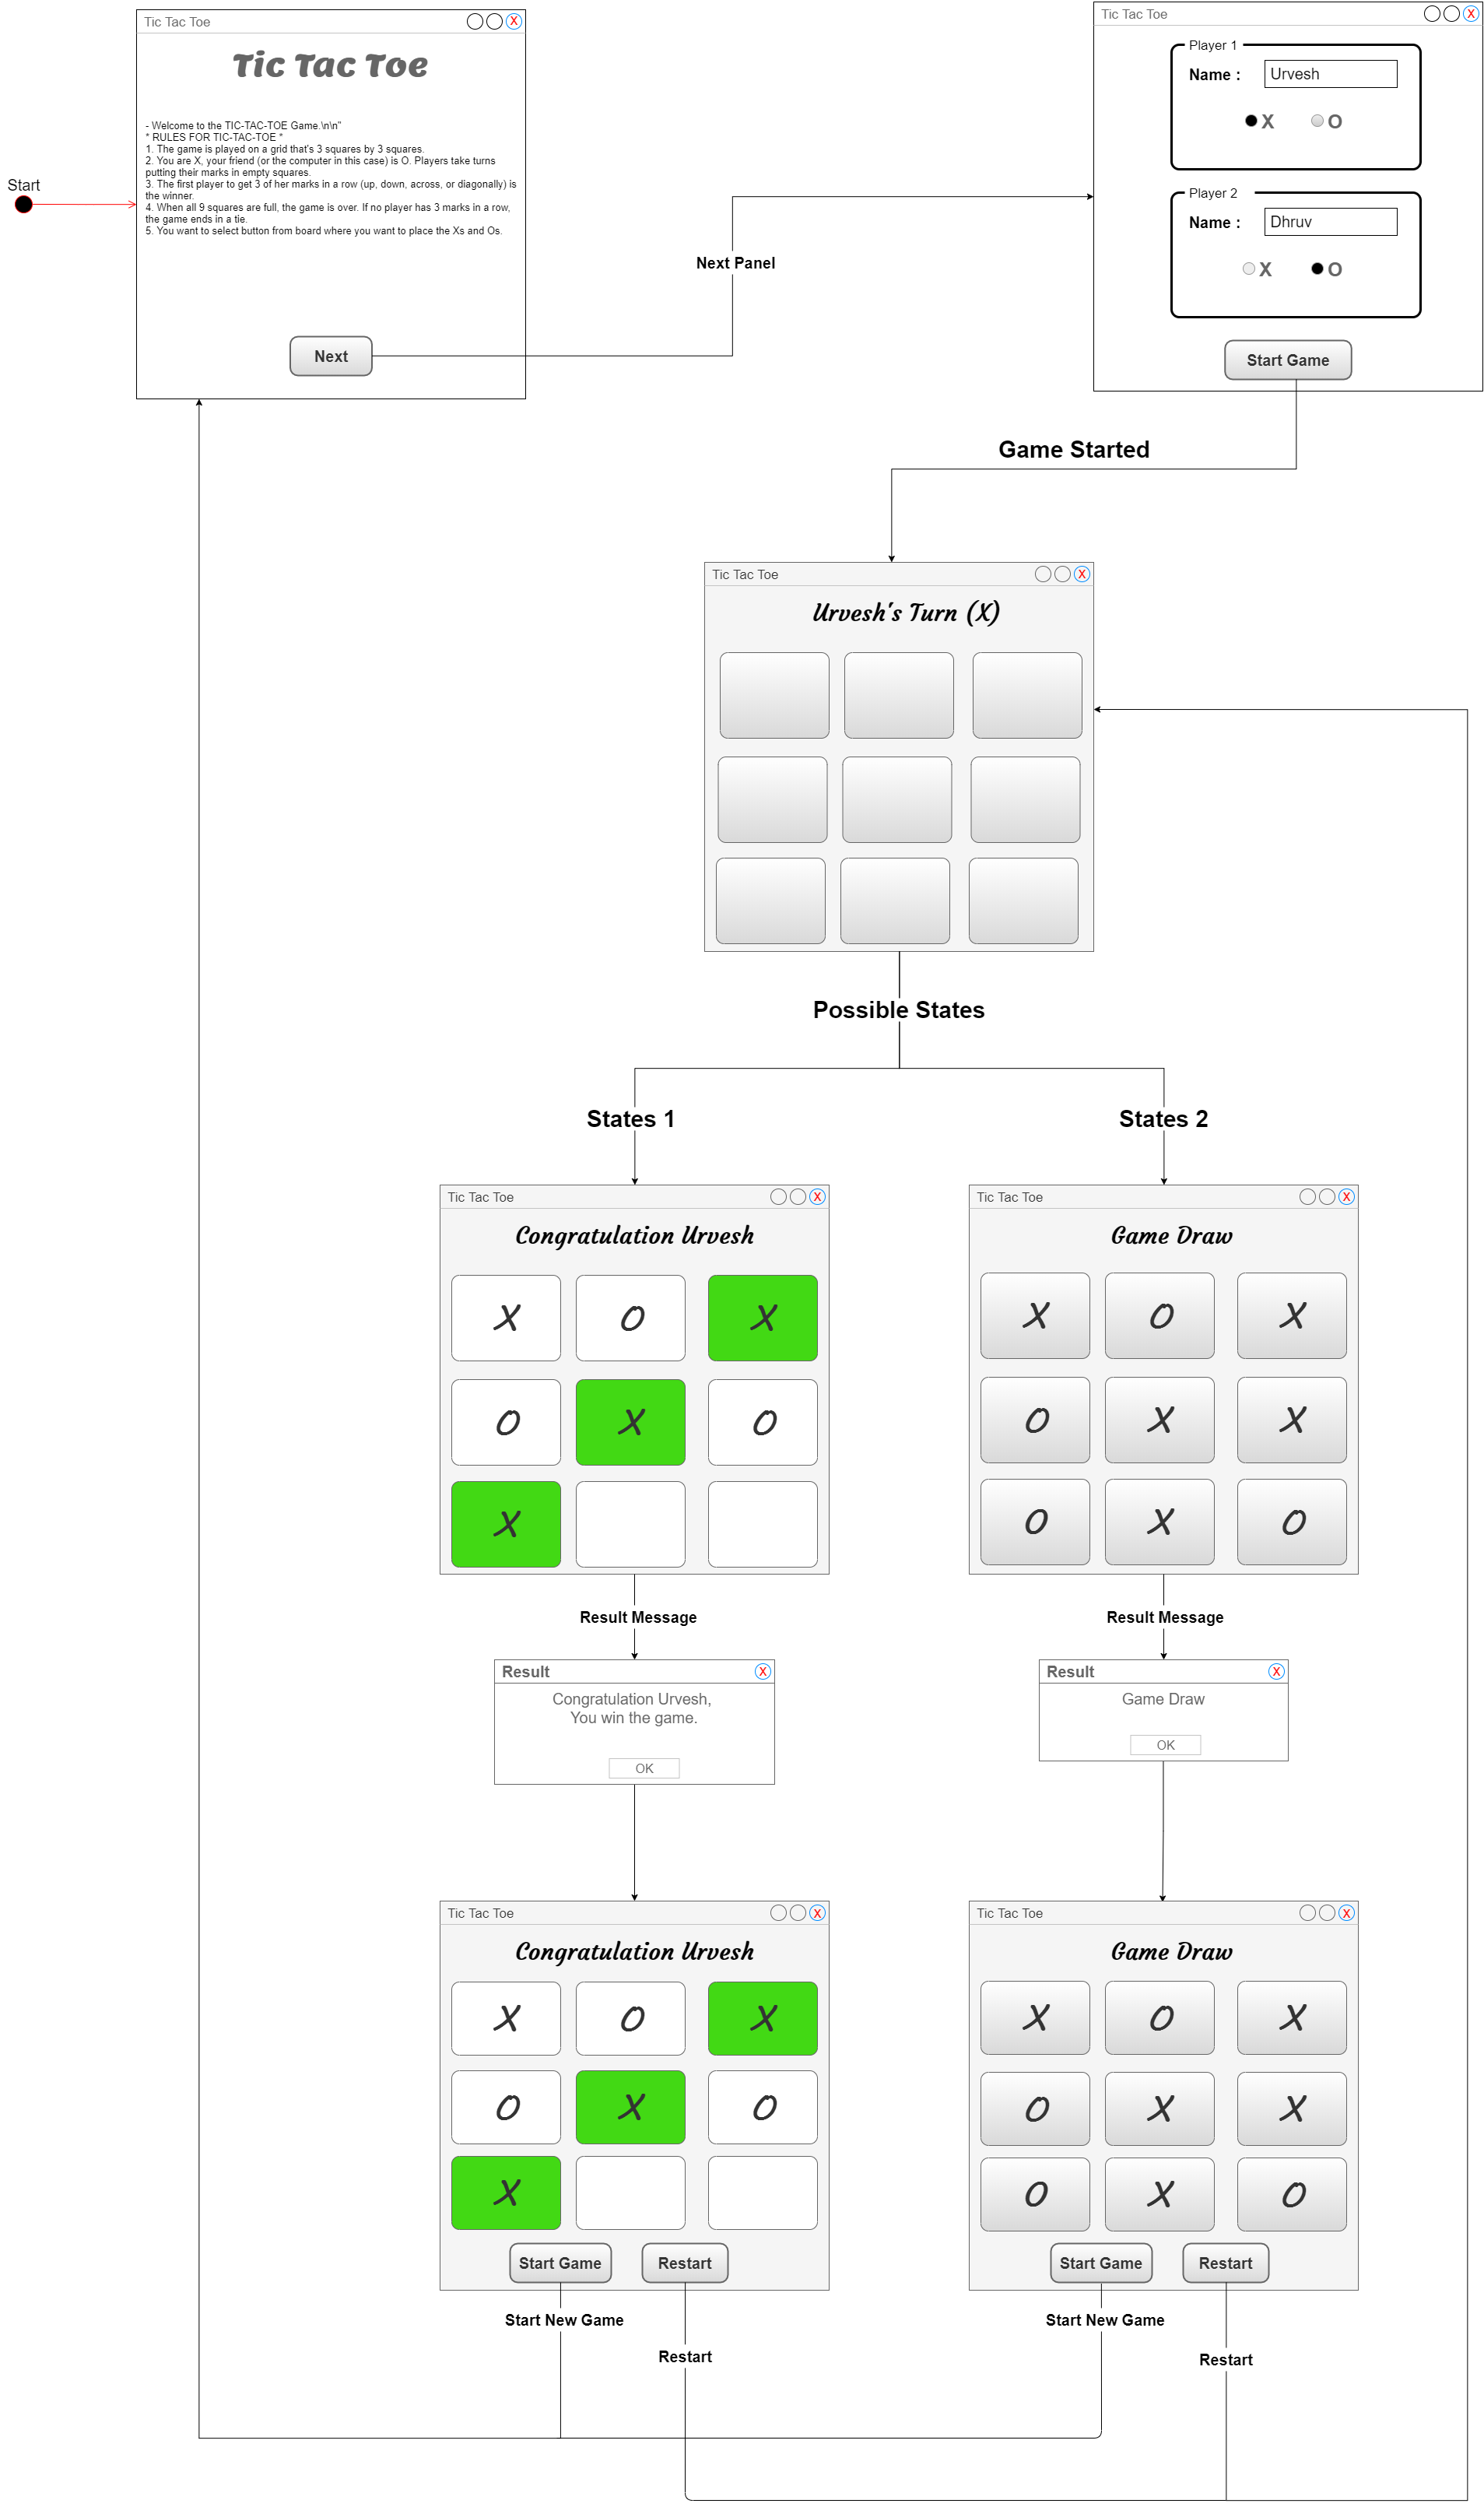 Tic Tac Toe X
Tic Tac Toe
- Welcome to the TIC-TAC-TOE Game.\n\n"
* RULES FOR TIC-TAC-TOE *
1. The game is played on a grid that's 3 squares by 3 squares.
2. You are X, your friend (or the computer in this case) is O. Players take turns
putting their marks in empty squares.
3. The first player to get 3 of her marks in a row (up, down, across, or diagonally) is
the winner.
4. When all 9 squares are full, the game is over. If no player has 3 marks in a row,
the game ends in a tie.
5. You want to select button from board where you want to place the Xs and Os.
Next
Start
Next Panel
Tic Tac Toe X
Player 1
Name : Urvesh
X O
Player 2
Name : Dhruv
X O
Start Game
Game Started
Tic Tac Toe X
Urvesh's Turn (X)
Possible States
States 1
States 2
Tic Tac Toe X
Congratulation Urvesh
X O X
O X O
X
Tic Tac Toe X
Game Draw
X O X
O X X
O X O
Result Message
Result Message
Result X
Congratulation Urvesh,
You win the game.
OK
Result X
Game Draw
OK
Tic Tac Toe X
Congratulation Urvesh
X O X
O X O
X
Start Game Restart
Tic Tac Toe X
Game Draw
X O X
O X X
O X O
Start Game Restart
Start New Game
Restart
Start New Game
Restart